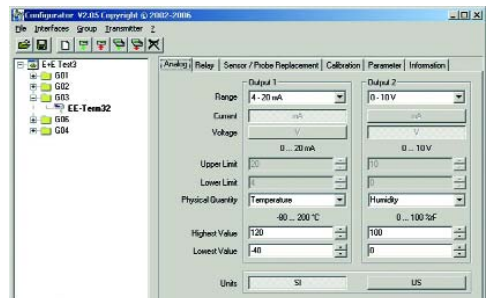 Configurator V2.05 Copyright © 2002-2006
File Interfaces Group Transmitter ?
E+E Test3
G01
G02
G03
EE-Term32
G06
G04
Analog Relay Sensor / Probe Replacement Calibration Parameter Information
Output 1 Output 2
Range 4 - 20 mA 0 - 10 V
Current mA mA
Voltage V V
0 ... 20 mA 0 ... 10 V
Upper Limit 20 10
Lower Limit 4 0
Physical Quantity Temperature Humidity
-80 ... 200 °C 0 ... 100 %rF
Highest Value 120 100
Lowest Value -40 0
Units SI US